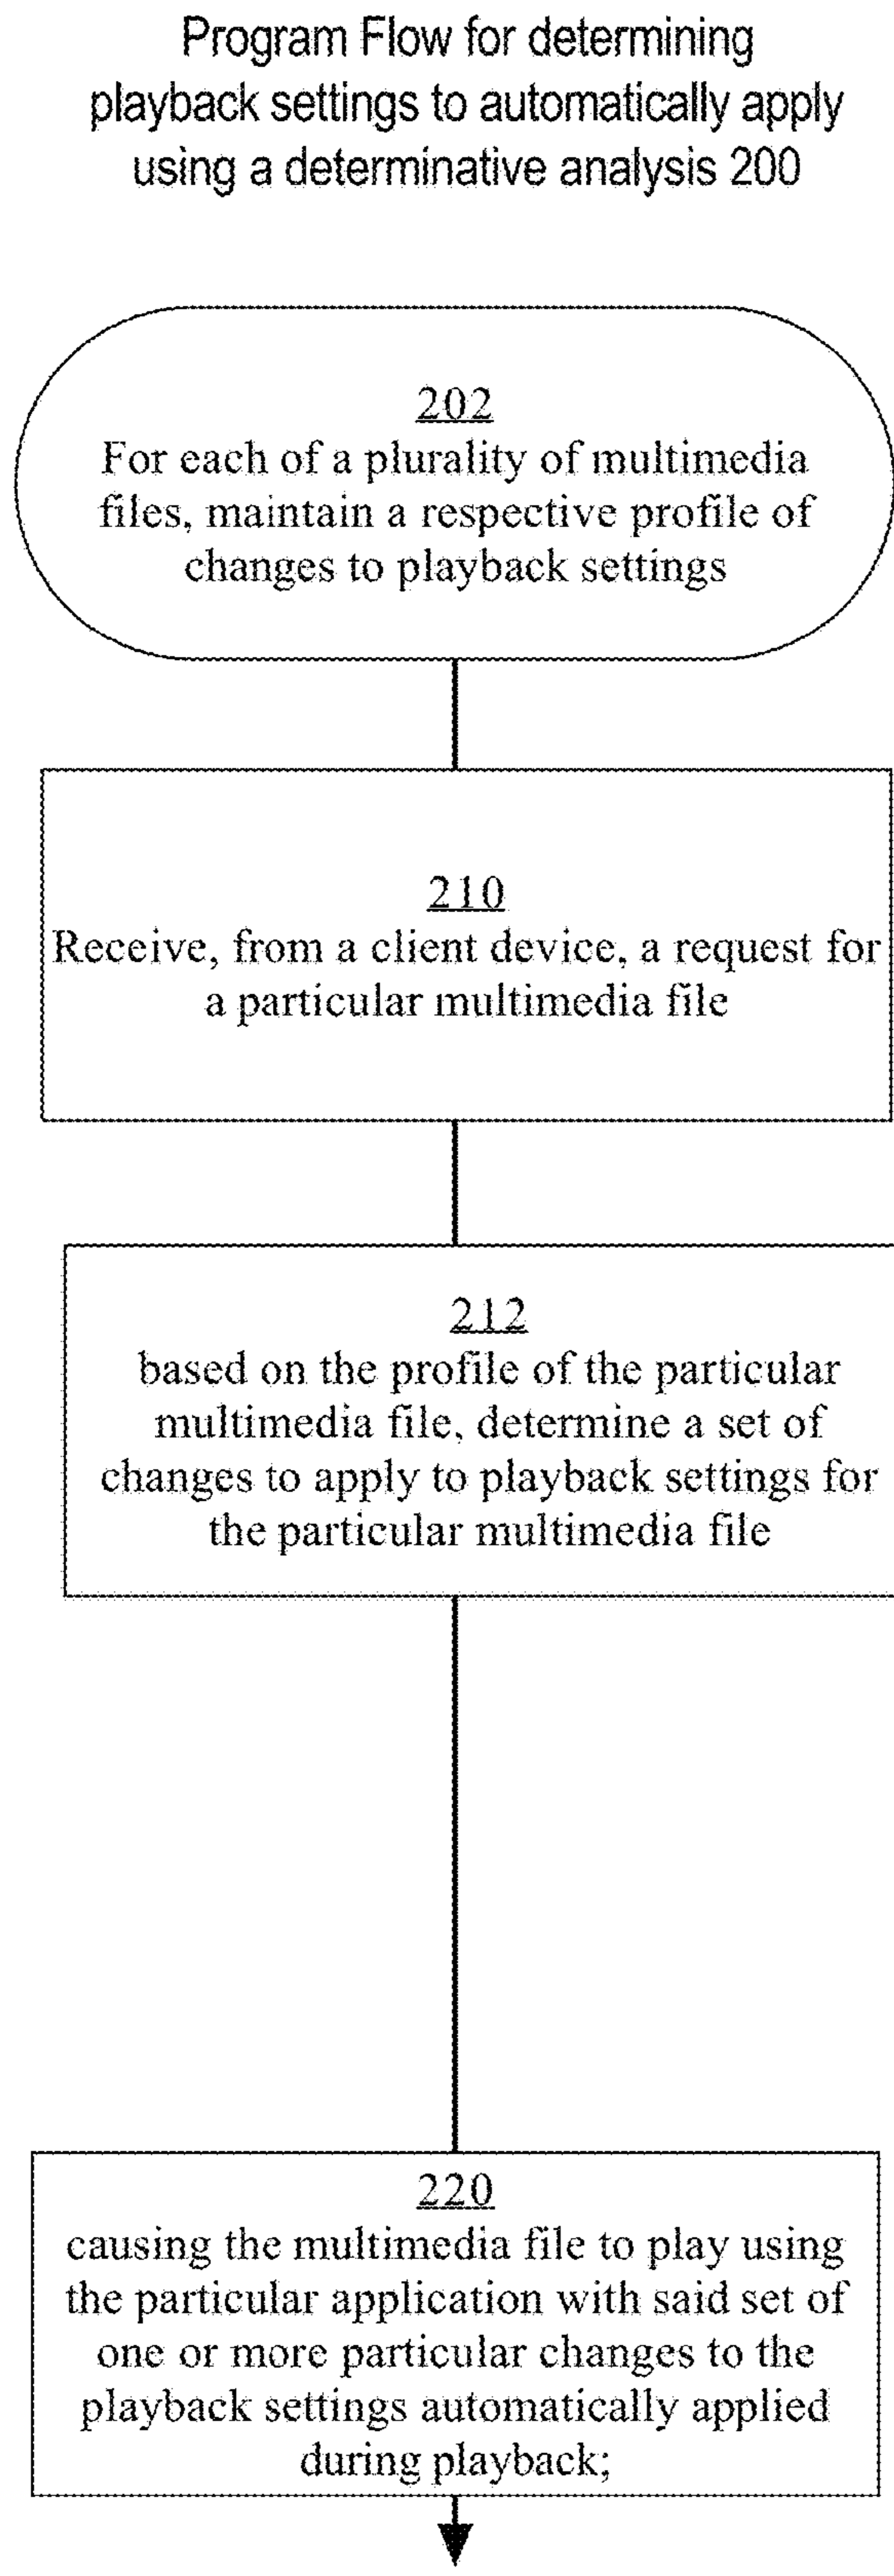 Program Flow for determining
playback settings to automatically apply
using a determinative analysis 200
202
For each of a plurality of multimedia
files, maintain a respective profile of
changes to playback settings
210
Receive, from a client device, a request for
a particular multimedia file
212
based on the profile of the particular
multimedia file, determine a set of
changes to apply to playback settings for
the particular multimedia file
220
causing the multimedia file to play using
the particular application with said set of
one or more particular changes to the
playback settings automatically applied
during playback;